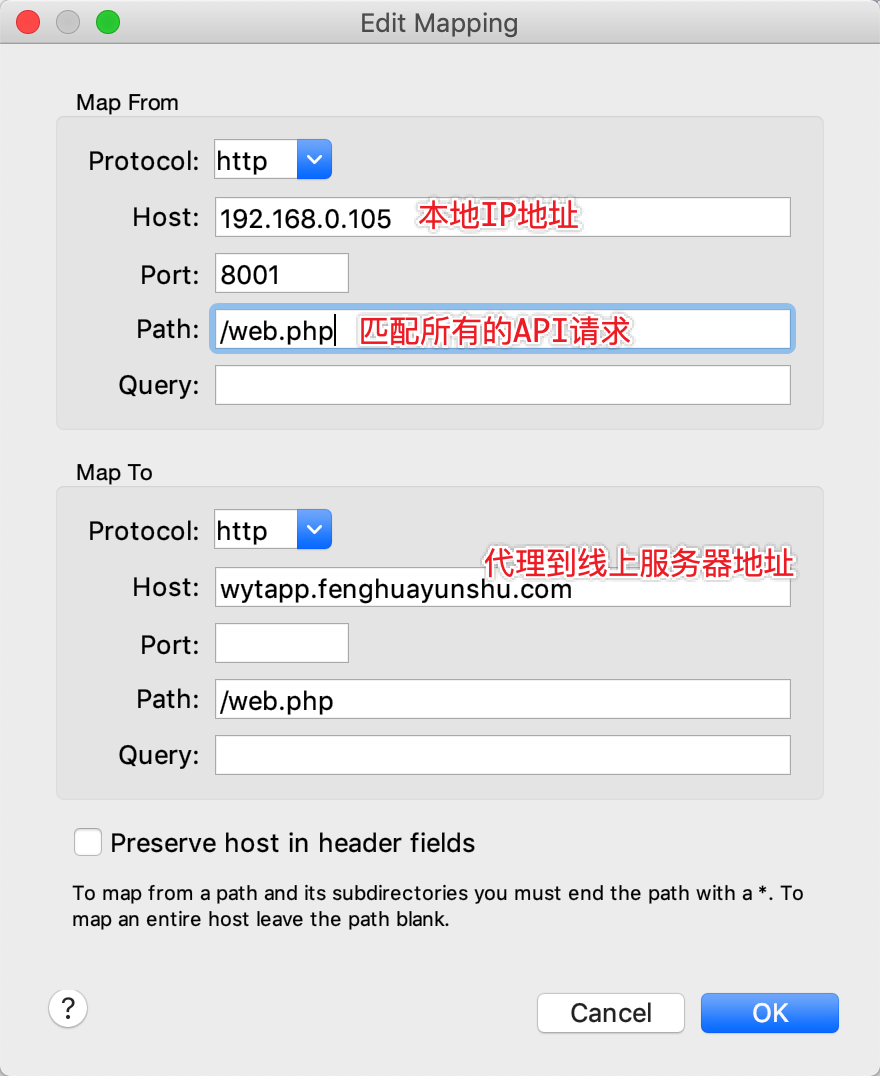 Edit Mapping
Map From
Protocol: http
Host: 192.168.0.105 本地IP地址
Port: 8001
Path: /web.php 匹配所有的API请求
Query:
Map To
Protocol: http
代理到线上服务器地址
Host: wytapp.fenghuayunshu.com
Port:
Path: /web.php
Query:
Preserve host in header fields
To map from a path and its subdirectories you must end the path with a *. To
map an entire host leave the path blank.
? Cancel OK